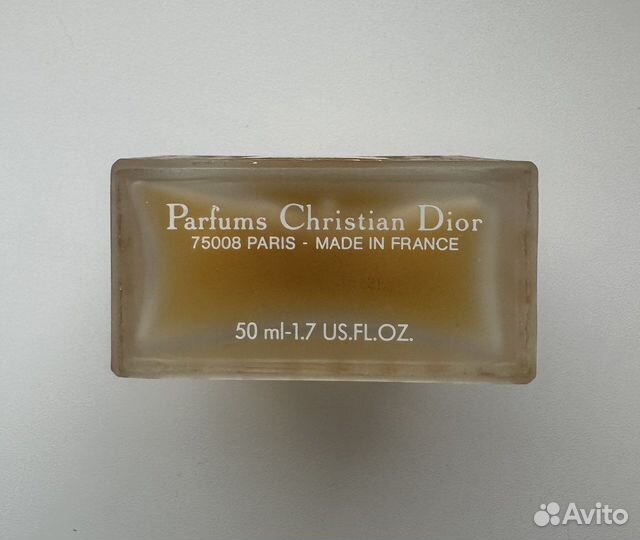 Parfums Christian Dior
75008 PARIS - MADE IN FRANCE
50 ml-1.7 US.FL.OZ.
Avito